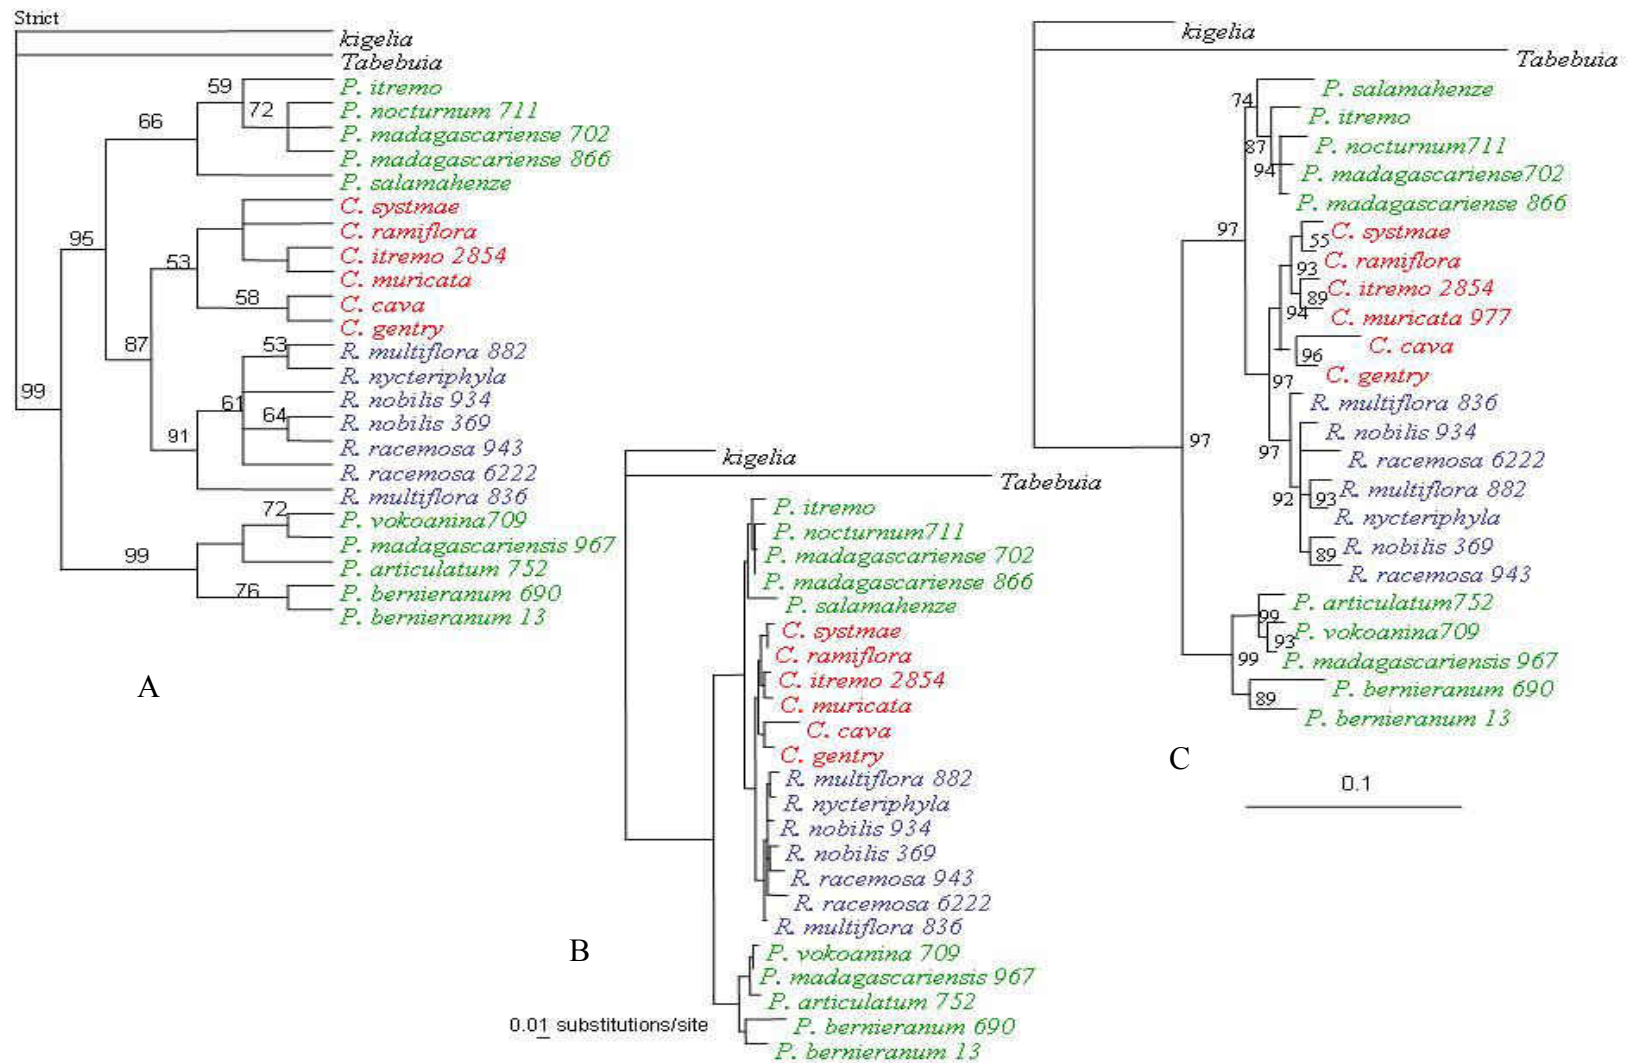 Strict
kigelia
Tabebuia
P. itremo
59
P. nocturnum 711
72
66
P. madagascariense 702
P. madagascariense 866
P. salamahenze
C. systmae
C. ramiflora
95
C. itremo 2854
53
C. muricata
58
C. cava
C. gentry
87
53
R. multiflora 882
R. nycteriphyla
99
R. nobilis 934
61
64
R. nobilis 369
91
R. racemosa 943
R. racemosa 6222
R. multiflora 836
72
P. vokoanina709
P. madagascariensis 967
99
P. articulatum 752
76
P. bernieranum 690
P. bernieranum 13
A
kigelia
Tabebuia
P. itremo
P. nocturnum711
P. madagascariense 702
P. madagascariense 866
P. salamahenze
C. systmae
C. ramiflora
C. itremo 2854
C. muricata
C. cava
C. gentry
R. multiflora 882
R. nycteriphyla
R. nobilis 934
R. nobilis 369
R. racemosa 943
R. racemosa 6222
R. multiflora 836
B
P. vokoanina 709
P. madagascariensis 967
P. articulatum 752
P. bernieranum 690
P. bernieranum 13
0.01 substitutions/site
kigelia
Tabebuia
P. salamahenze
74
P. itremo
87
P. nocturnum711
94
P. madagascariense702
P. madagascariense 866
97
C. systmae
55
C. ramiflora
93
C. itremo 2854
89
94
C. muricata 977
C. cava
96
C. gentry
97
R. multiflora 836
R. nobilis 934
97
97
R. racemosa 6222
92
93
R. multiflora 882
R. nycteriphyla
R. nobilis 369
89
R. racemosa 943
P. articulatum752
99
P. vokoanina709
93
99
P. madagascariensis 967
P. bernieranum 690
89
P. bernieranum 13
C
0.1